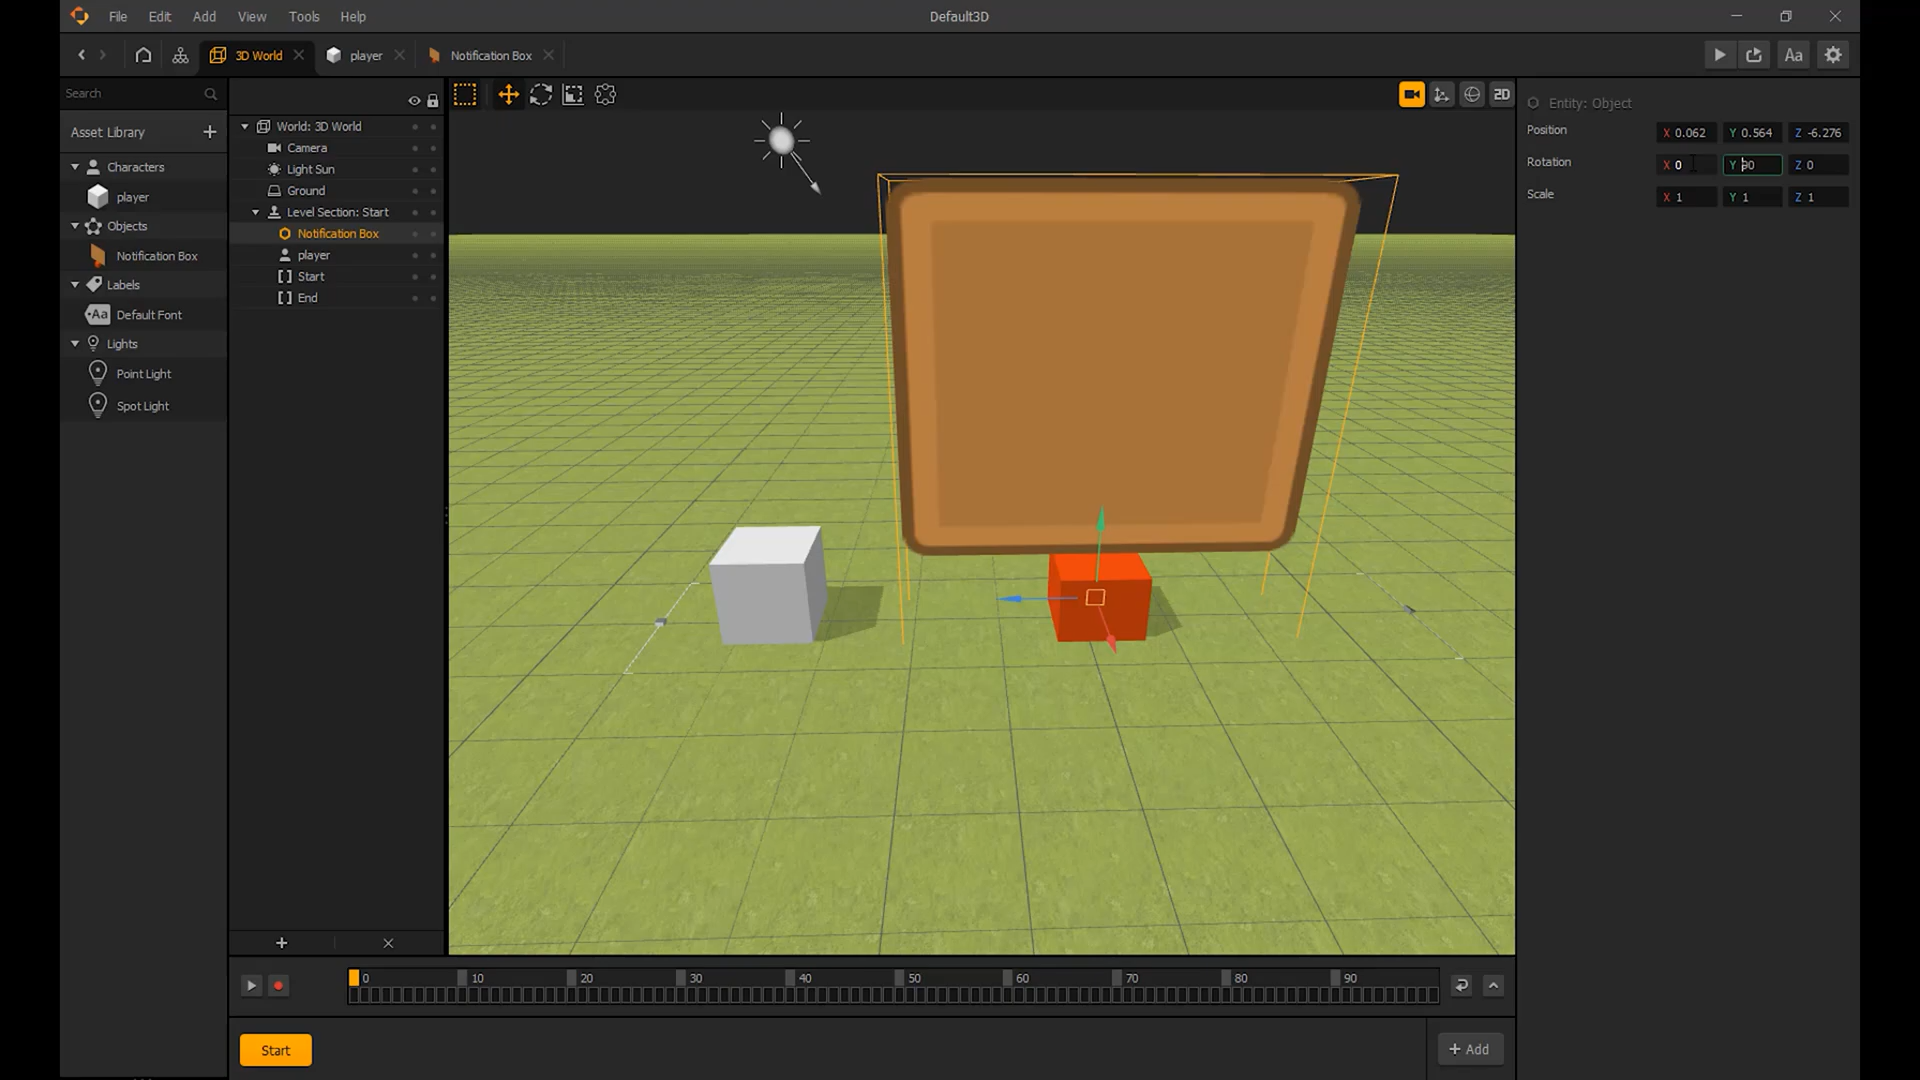 File Edit View Add Tools Help
Default3D
3D World
player
Notification Box
Aa
Search
Asset Library
Characters
player
Objects
Notification Box
Labels
Aa Default Font
Lights
Point Light
Spot Light
World: 3D World
Camera
Light Sun
Ground
Level Section: Start
Notification Box
player
Start
End
2D
Entity: Object
Position X 0.062 Y 0.564 Z -6.276
Rotation X 0 Y 90 Z 0
Scale X 1 Y 1 Z 1
0 10 20 30 40 50 60 70 80 90
Start
+ Add